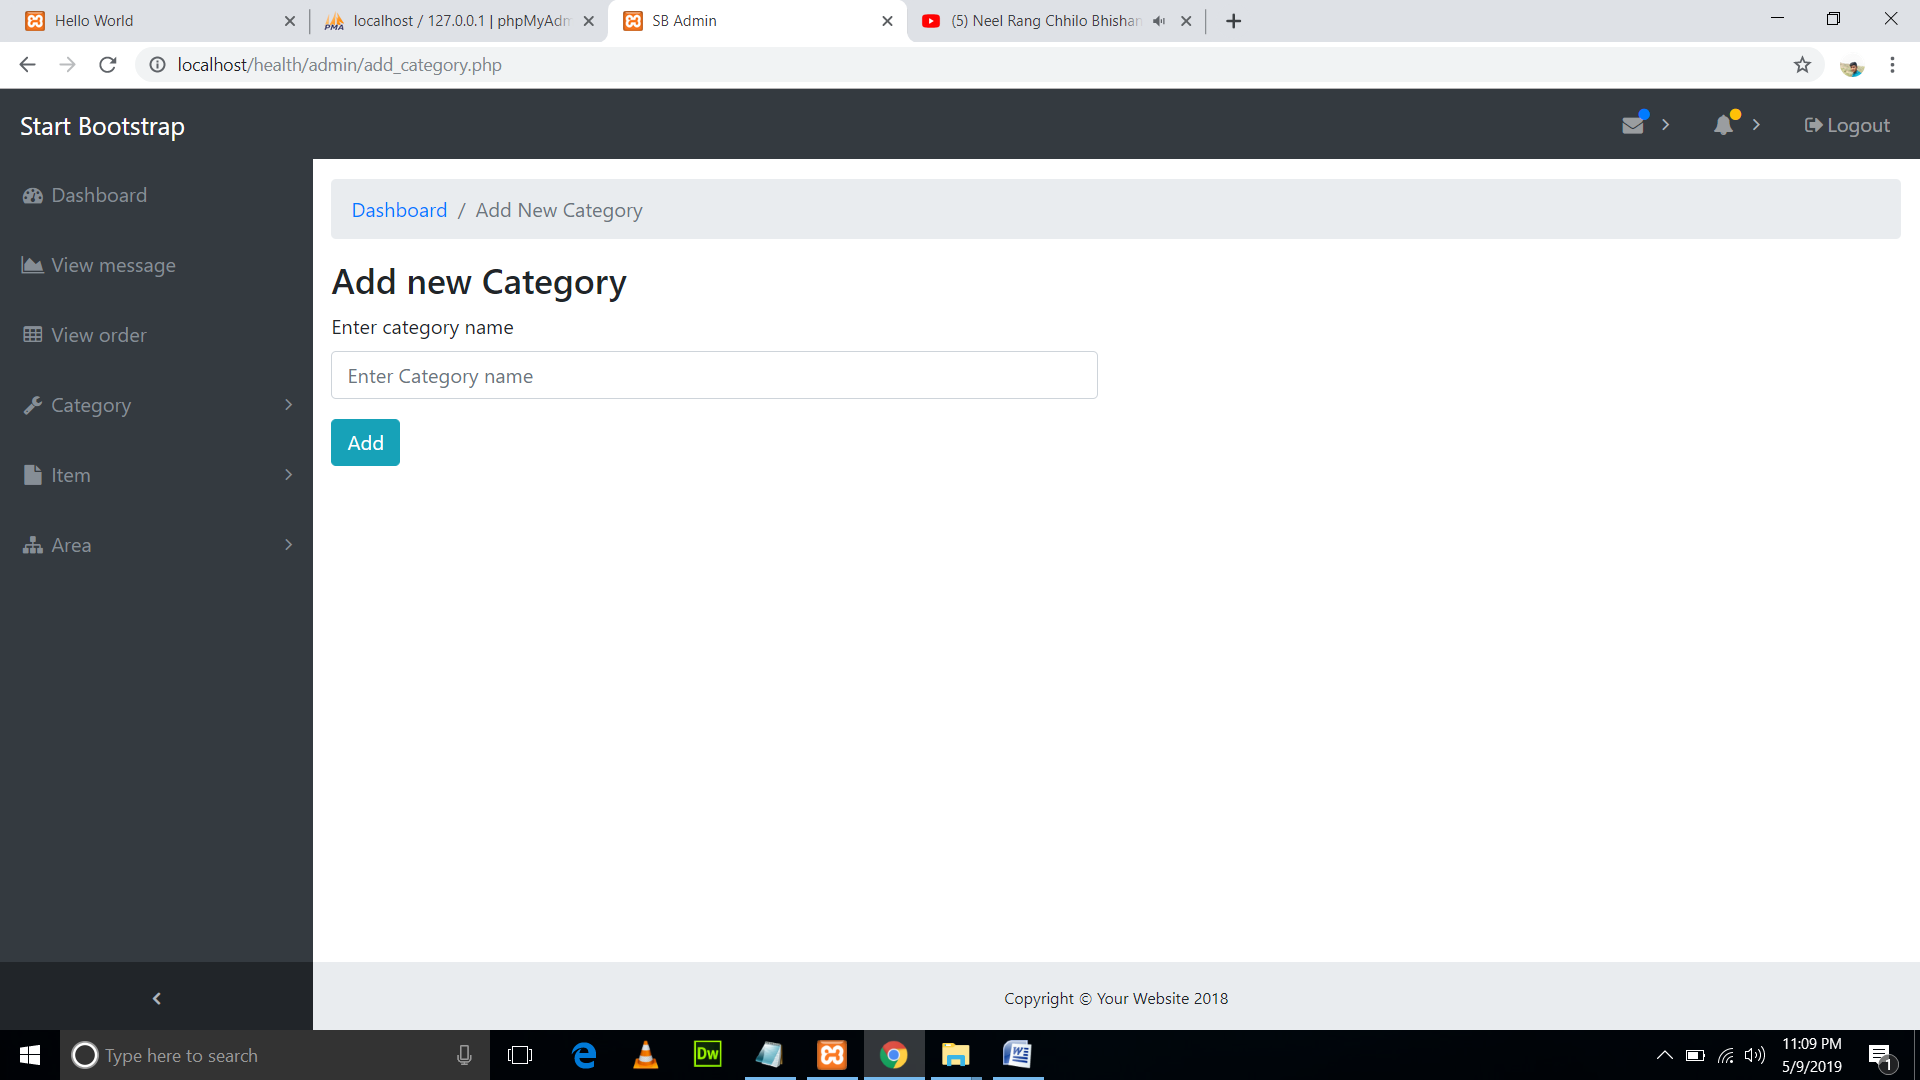 Hello World
localhost / 127.0.0.1 | phpMyAdm
SB Admin
(5) Neel Rang Chhilo Bhishan
localhost/health/admin/add_category.php
Start Bootstrap
Logout
Dashboard
View message
View order
Category
Item
Area
Dashboard / Add New Category
Add new Category
Enter category name
Enter Category name
Add
Copyright © Your Website 2018
Type here to search
Dw
11:09 PM
5/9/2019
1